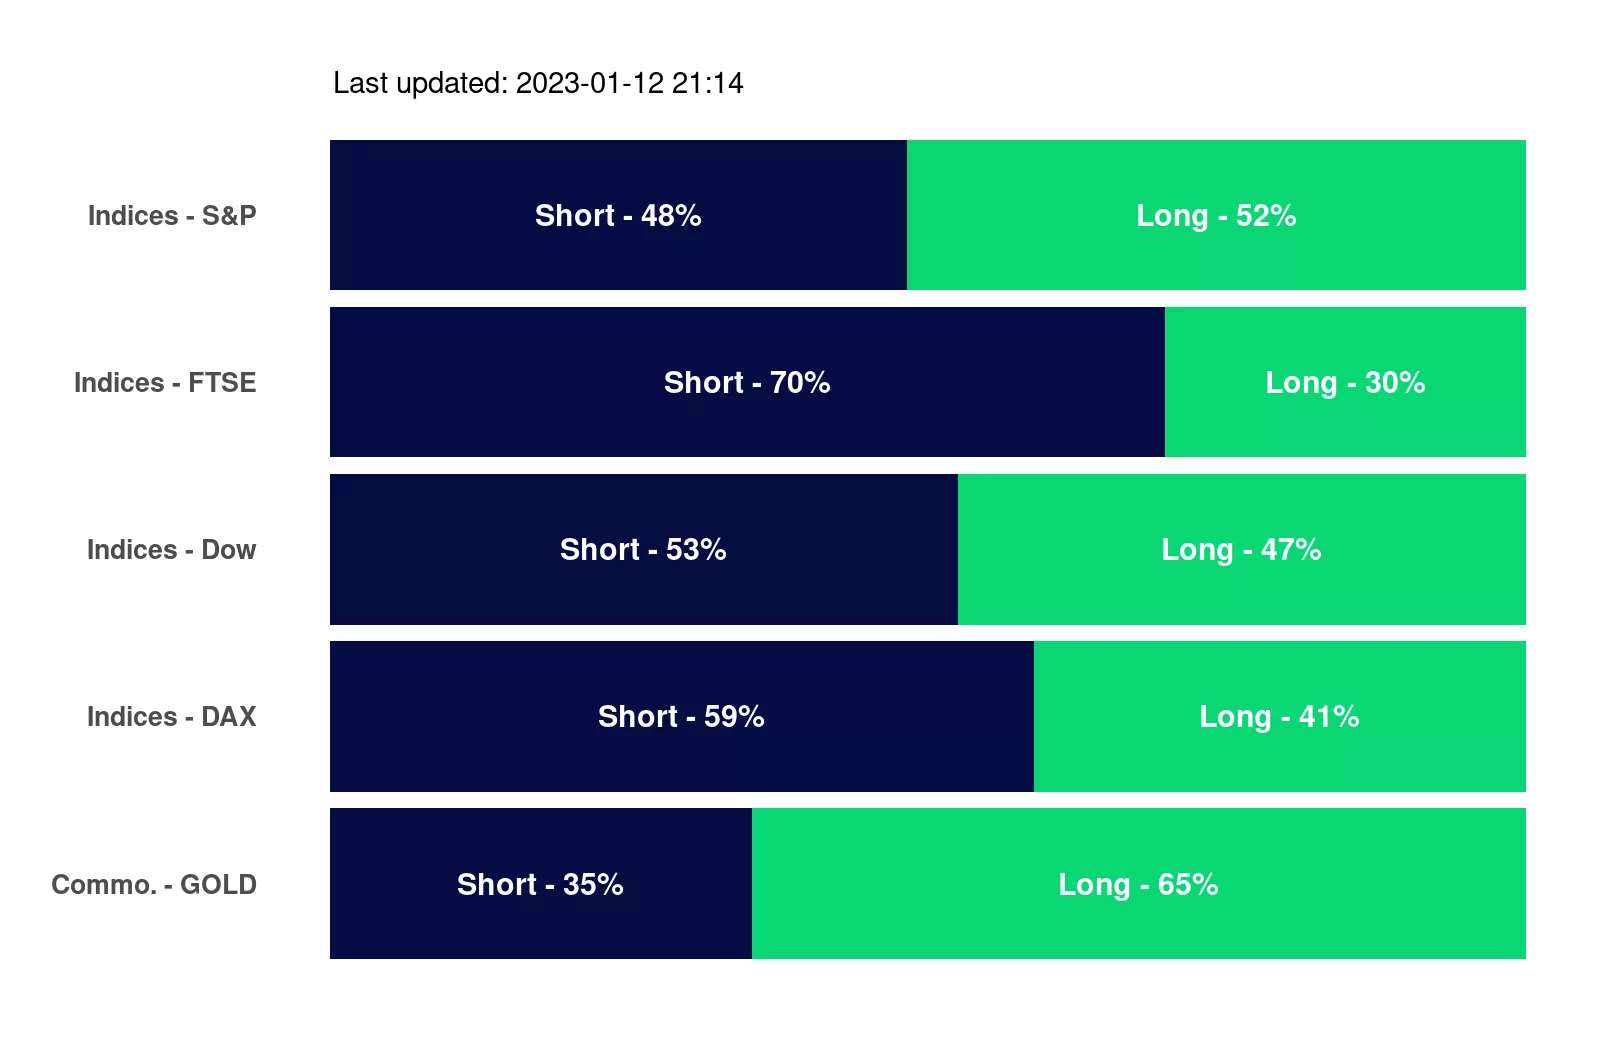 Last updated: 2023-01-12 21:14
Indices - S&P Short - 48% Long - 52%
Indices - FTSE Short - 70% Long - 30%
Indices - Dow Short - 53% Long - 47%
Indices - DAX Short - 59% Long - 41%
Commo. - GOLD Short - 35% Long - 65%